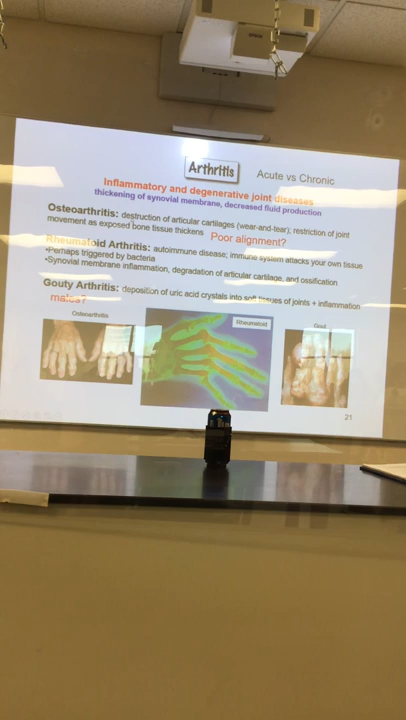 Arthritis
Acute vs Chronic
Inflammatory and degenerative joint diseases
thickening of synovial membrane, decreased fluid production
Osteoarthritis: destruction of articular cartilages (wear-and-tear); restriction of joint
movement as exposed bone tissue thickens Poor alignment?
Rheumatoid Arthritis: autoimmune disease; immune system attacks your own tissue
•Perhaps triggered by bacteria
•Synovial membrane inflammation, degradation of articular cartilage, and ossification
Gouty Arthritis: deposition of uric acid crystals into soft tissues of joints + inflammation
males?
Osteoarthritis
Rheumatoid
Gout
21